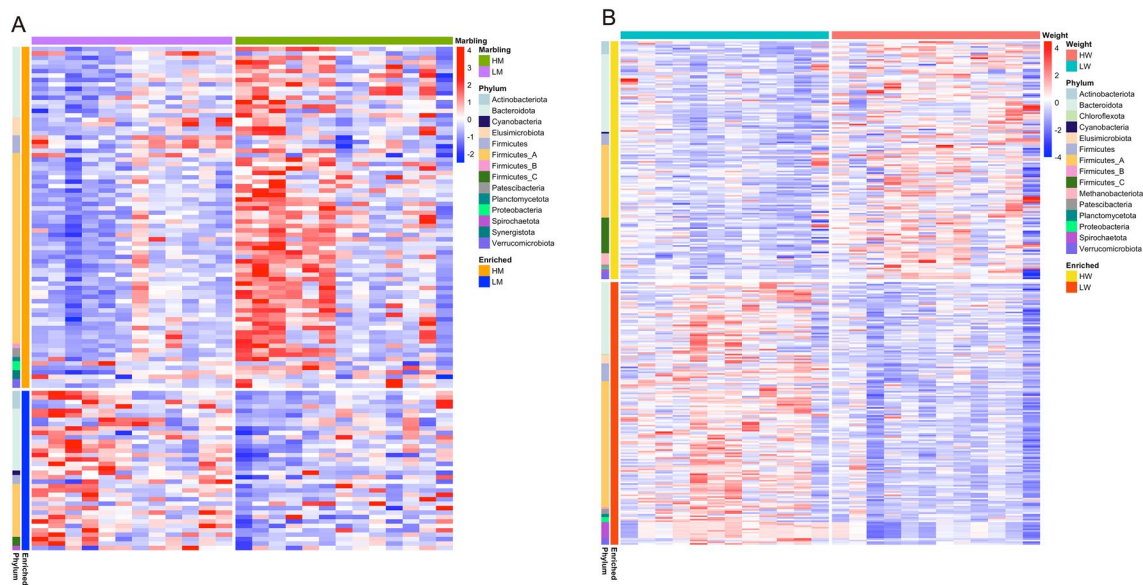 A
Marbling
4
3
2
1
0
-1
-2
Marbling
HM
LM
Phylum
Actinobacteriota
Bacteroidota
Cyanobacteria
Elusimicrobiota
Firmicutes
Firmicutes_A
Firmicutes_B
Firmicutes_C
Patescibacteria
Planctomycetota
Proteobacteria
Spirochaetota
Synergistota
Verrucomicrobiota
Enriched
HM
LM
Phylum
Enriched
B
Weight
4
2
0
-2
-4
Weight
HW
LW
Phylum
Actinobacteriota
Bacteroidota
Chloroflexota
Cyanobacteria
Elusimicrobiota
Firmicutes
Firmicutes_A
Firmicutes_B
Firmicutes_C
Methanobacteriota
Patescibacteria
Planctomycetota
Proteobacteria
Spirochaetota
Verrucomicrobiota
Enriched
HW
LW
Phylum
Enriched